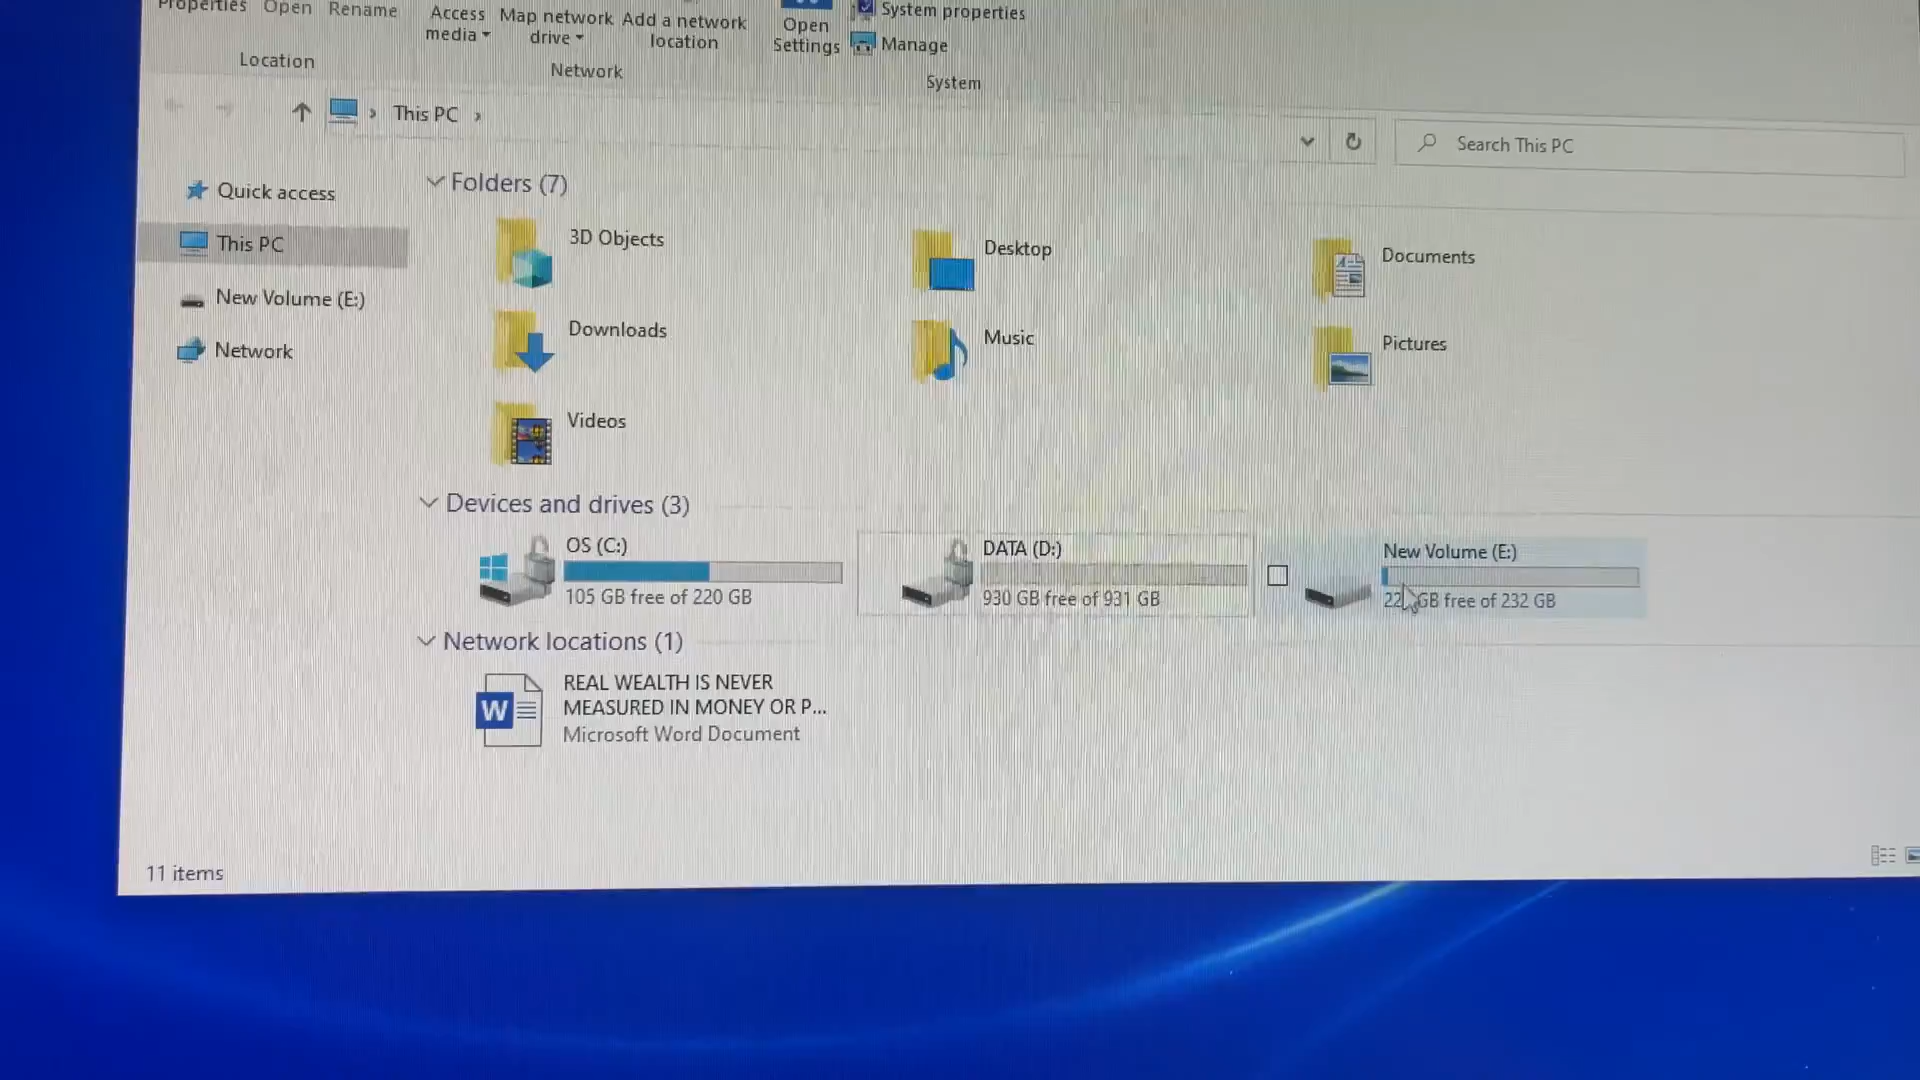 Properties Open Rename
Access media
Map network drive
Add a network location
Open Settings
System properties
Manage
Location
Network
System
This PC
Search This PC
Quick access
This PC
New Volume (E:)
Network
Folders (7)
3D Objects
Desktop
Documents
Downloads
Music
Pictures
Videos
Devices and drives (3)
OS (C:)
105 GB free of 220 GB
DATA (D:)
930 GB free of 931 GB
New Volume (E:)
GB free of 232 GB
Network locations (1)
W
REAL WEALTH IS NEVER
MEASURED IN MONEY OR P...
Microsoft Word Document
11 items